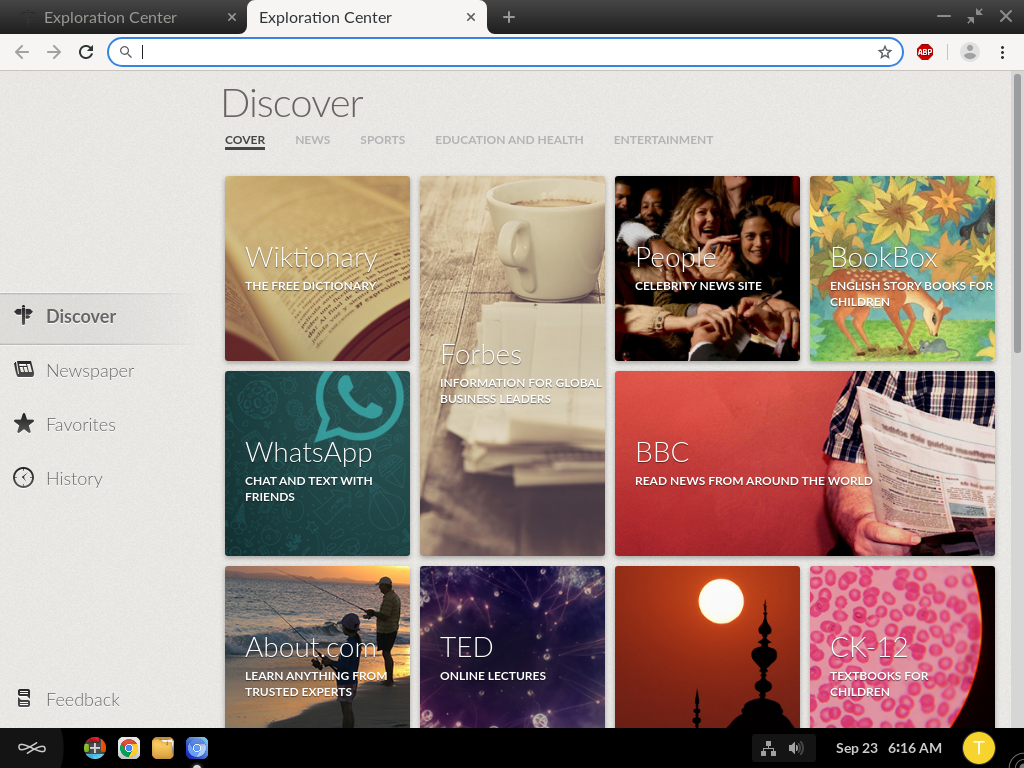 Exploration Center
Exploration Center
ABP
Discover
COVER
NEWS
SPORTS
EDUCATION AND HEALTH
ENTERTAINMENT
Wiktionary
THE FREE DICTIONARY
Forbes
INFORMATION FOR GLOBAL
BUSINESS LEADERS
People
CELEBRITY NEWS SITE
BookBox
ENGLISH STORY BOOKS FOR
CHILDREN
Discover
Newspaper
Favorites
History
WhatsApp
CHAT AND TEXT WITH
FRIENDS
BBC
READ NEWS FROM AROUND THE WORLD
About.com
LEARN ANYTHING FROM
TRUSTED EXPERTS
TED
ONLINE LECTURES
CK-12
TEXTBOOKS FOR
CHILDREN
Feedback
Sep 23 6:16 AM
T